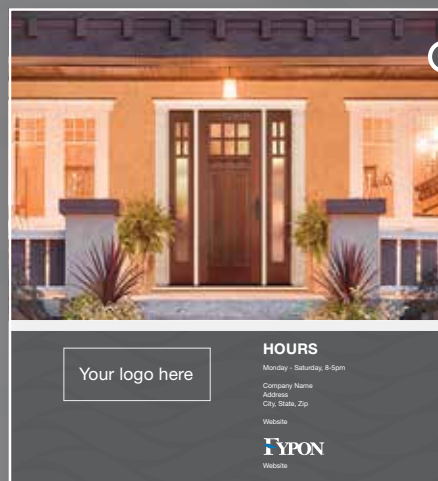 Your logo here
HOURS
Monday - Saturday, 8-5pm
Company Name
Address
City, State, Zip
Website
FYPON
Website